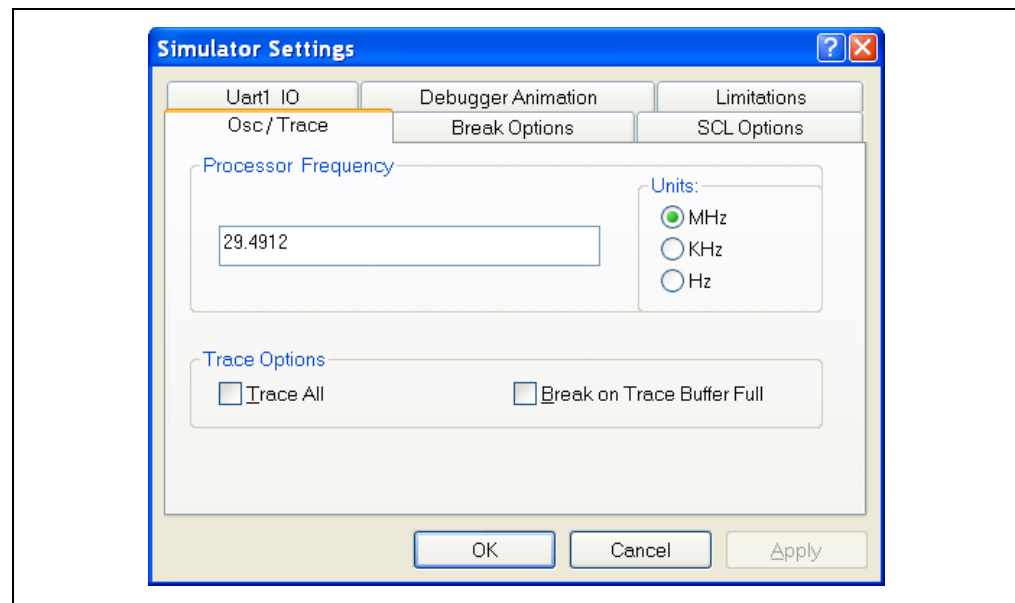 Simulator Settings
Uart1 IO
Debugger Animation
Limitations
Osc / Trace
Break Options
SCL Options
Processor Frequency
29.4912
Units:
MHz
KHz
Hz
Trace Options
Trace All
Break on Trace Buffer Full
OK
Cancel
Apply